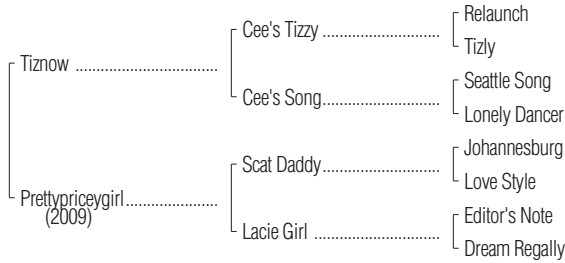 Relaunch
Cee's Tizzy ............................
Tizly
Tiznow ..................................
Seattle Song
Cee's Song............................
Lonely Dancer
Johannesburg
Scat Daddy............................
Love Style
Prettypriceygirl......................
(2009)
Editor's Note
Lacie Girl ..............................
Dream Regally